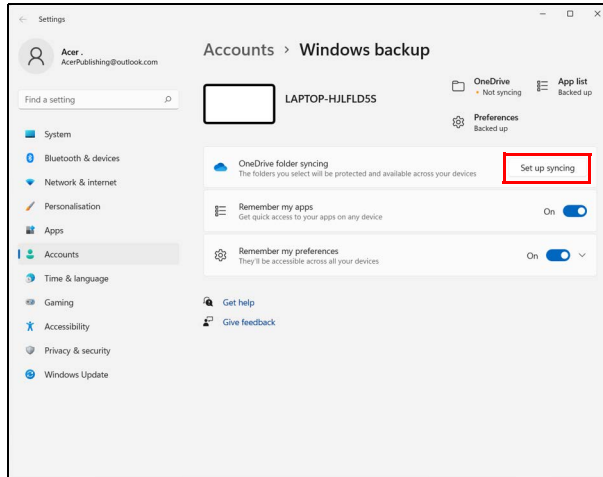 Settings
Acer .
AcerPublishing@outlook.com
Find a setting
System
Bluetooth & devices
Network & internet
Personalisation
Apps
Accounts
Time & language
Gaming
Accessibility
Privacy & security
Windows Update
Accounts > Windows backup
LAPTOP-HJLFLD5S
OneDrive
• Not syncing
App list
Backed up
Preferences
Backed up
OneDrive folder syncing
The folders you select will be protected and available across your devices
Set up syncing
Remember my apps
Get quick access to your apps on any device
On
Remember my preferences
They'll be accessible across all your devices
On
Get help
Give feedback